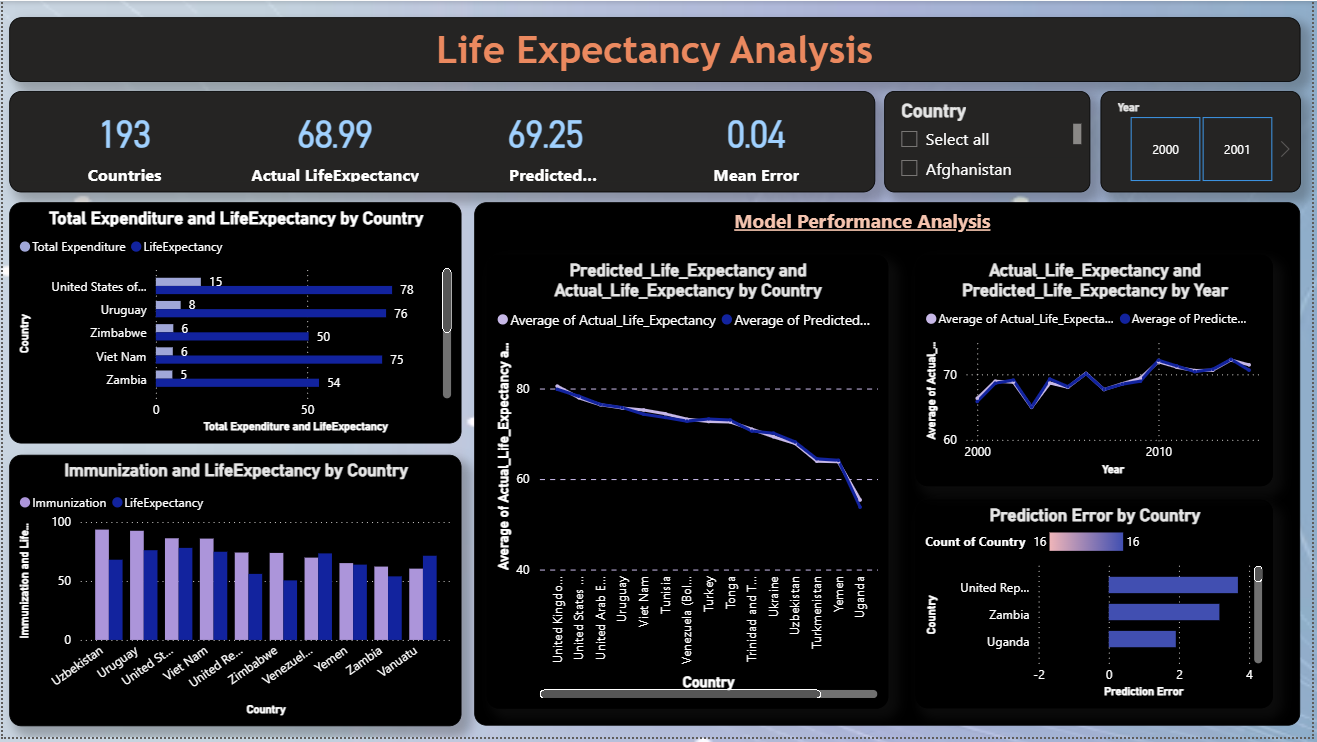 Life Expectancy Analysis
193
Countries
68.99
Actual LifeExpectancy
69.25
Predicted...
0.04
Mean Error
Country
Select all
Afghanistan
Year
2000
2001
Total Expenditure and LifeExpectancy by Country
Total Expenditure
LifeExpectancy
Country
United States of...
15
78
Uruguay
8
76
Zimbabwe
6
50
Viet Nam
6
75
Zambia
5
54
0
50
Total Expenditure and LifeExpectancy
Immunization and LifeExpectancy by Country
Immunization
LifeExpectancy
Immunization and Life...
100
50
0
Uzbekistan
Uruguay
United St...
Viet Nam
United Re...
Zimbabwe
Venezuel...
Yemen
Zambia
Vanuatu
Country
Model Performance Analysis
Predicted_Life_Expectancy and
Actual_Life_Expectancy by Country
Average of Actual_Life_Expectancy
Average of Predicted...
Average of Actual_Life_Expectancy a...
80
60
40
United Kingdo...
United States ...
United Arab E...
Uruguay
Viet Nam
Tunisia
Venezuela (Bol...
Turkey
Tonga
Trinidad and T...
Ukraine
Uzbekistan
Turkmenistan
Yemen
Uganda
Country
Actual_Life_Expectancy and
Predicted_Life_Expectancy by Year
Average of Actual_Life_Expecta...
Average of Predicte...
Average of Actual_...
70
60
2000
2010
Year
Prediction Error by Country
Count of Country
16
16
Country
United Rep...
Zambia
Uganda
-2
0
2
4
Prediction Error